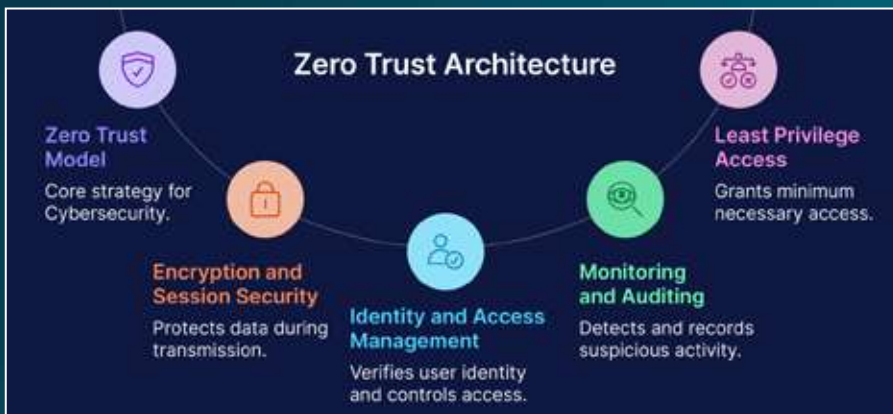 Zero Trust Architecture
Zero Trust
Model
Core strategy for
Cybersecurity.
Encryption and
Session Security
Protects data during
transmission.
Identity and Access
Management
Verifies user identity
and controls access.
Monitoring
and Auditing
Detects and records
suspicious activity.
Least Privilege
Access
Grants minimum
necessary access.